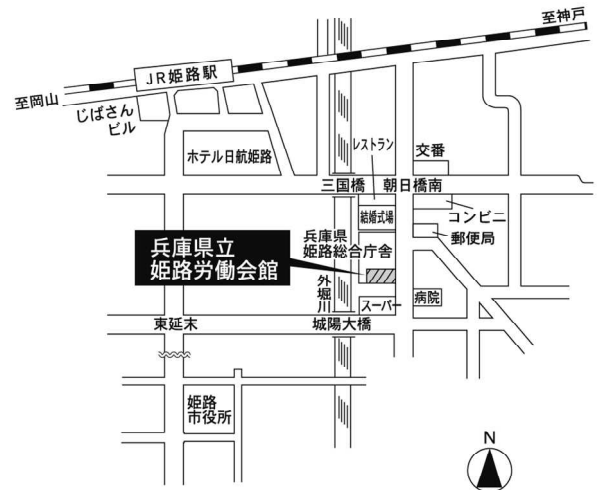 至神戸
JR姫路駅
至岡山
じばさん
ビル
ホテル日航姫路
レストラン
交番
三国橋
朝日橋南
結婚式場
コンビニ
郵便局
兵庫県
姫路総合庁舎
兵庫県立
姫路労働会館
外堀川
スーパー
病院
東延末
城陽大橋
姫路
市役所
N